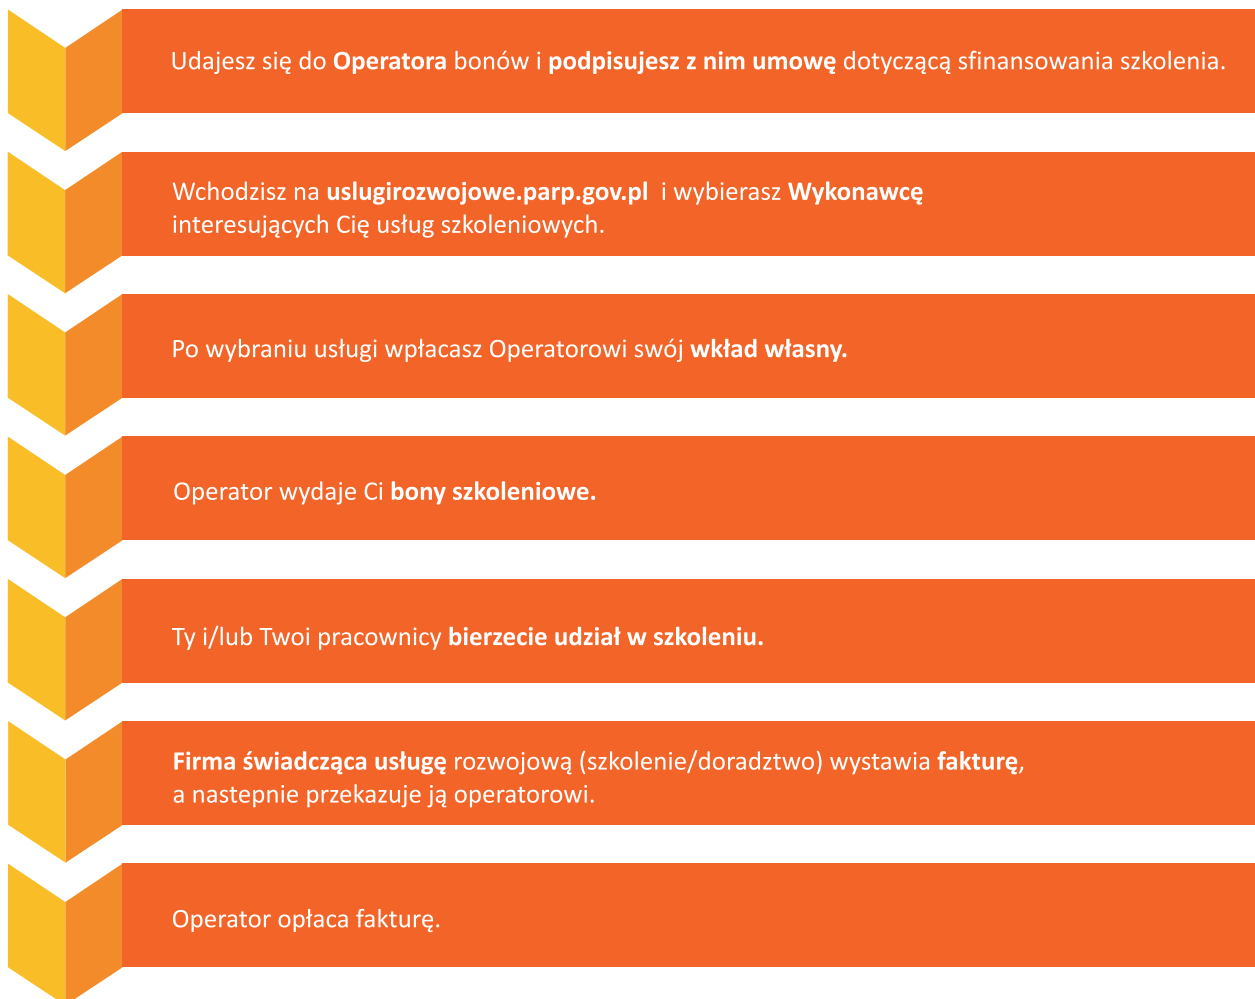 Udajesz się do Operatora bonów i podpisujesz z nim umowę dotyczącą sfinansowania szkolenia.
Wchodzisz na uslugirozwojowe.parp.gov.pl i wybierasz Wykonawcę
interesujących Cię usług szkoleniowych.
Po wybraniu usługi wpłacasz Operatorowi swój wkład własny.
Operator wydaje Ci bony szkoleniowe.
Ty i/lub Twoi pracownicy bierzecie udział w szkoleniu.
Firma świadcząca usługę rozwojową (szkolenie/doradztwo) wystawia fakturę,
a nastepnie przekazuje ją operatorowi.
Operator opłaca fakturę.